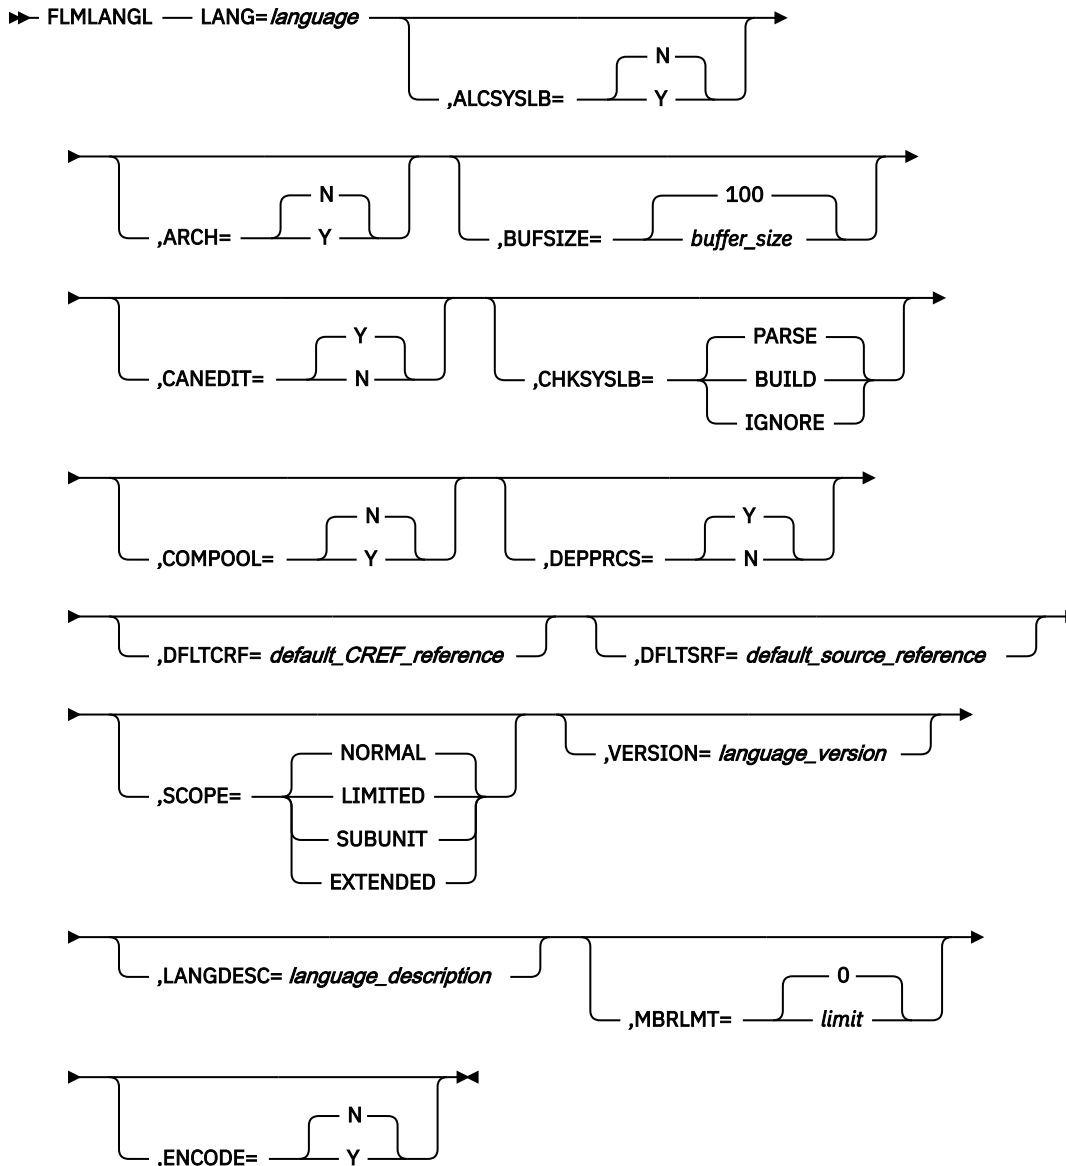 FLMLANGL LANG=language
N
,ALCSYSLB= Y
N 100
,ARCH= Y ,BUFSIZE= buffer_size
Y PARSE
,CANEDIT= N ,CHKSYSLB= BUILD
IGNORE
N Y
,COMPOOL= Y ,DEPPRCS= N
,DFLTCRF= default_CREF_reference ,DFLTSRF= default_source_reference
NORMAL ,VERSION= language_version
,SCOPE= LIMITED
SUBUNIT
EXTENDED
,LANGDESC= language_description 0
,MBRLMT= limit
N
.ENCODE= Y